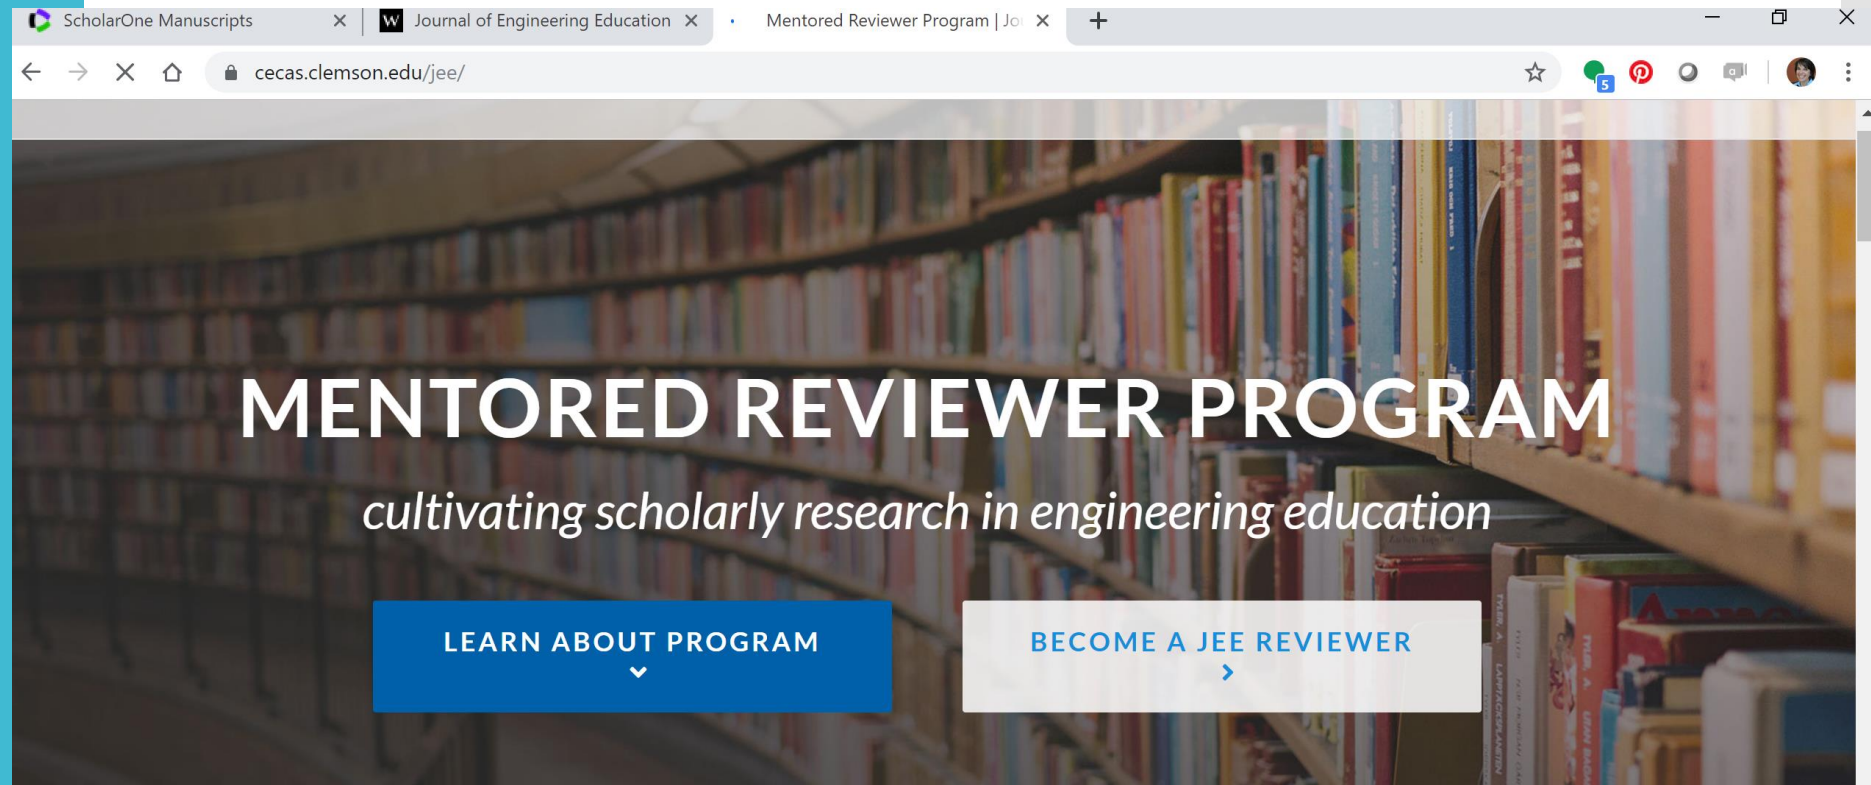 ScholarOne Manuscripts
W Journal of Engineering Education
Mentored Reviewer Program | Jo
cecas.clemson.edu/jee/
5
MENTORED REVIEWER PROGRAM
cultivating scholarly research in engineering education
LEARN ABOUT PROGRAM
BECOME A JEE REVIEWER